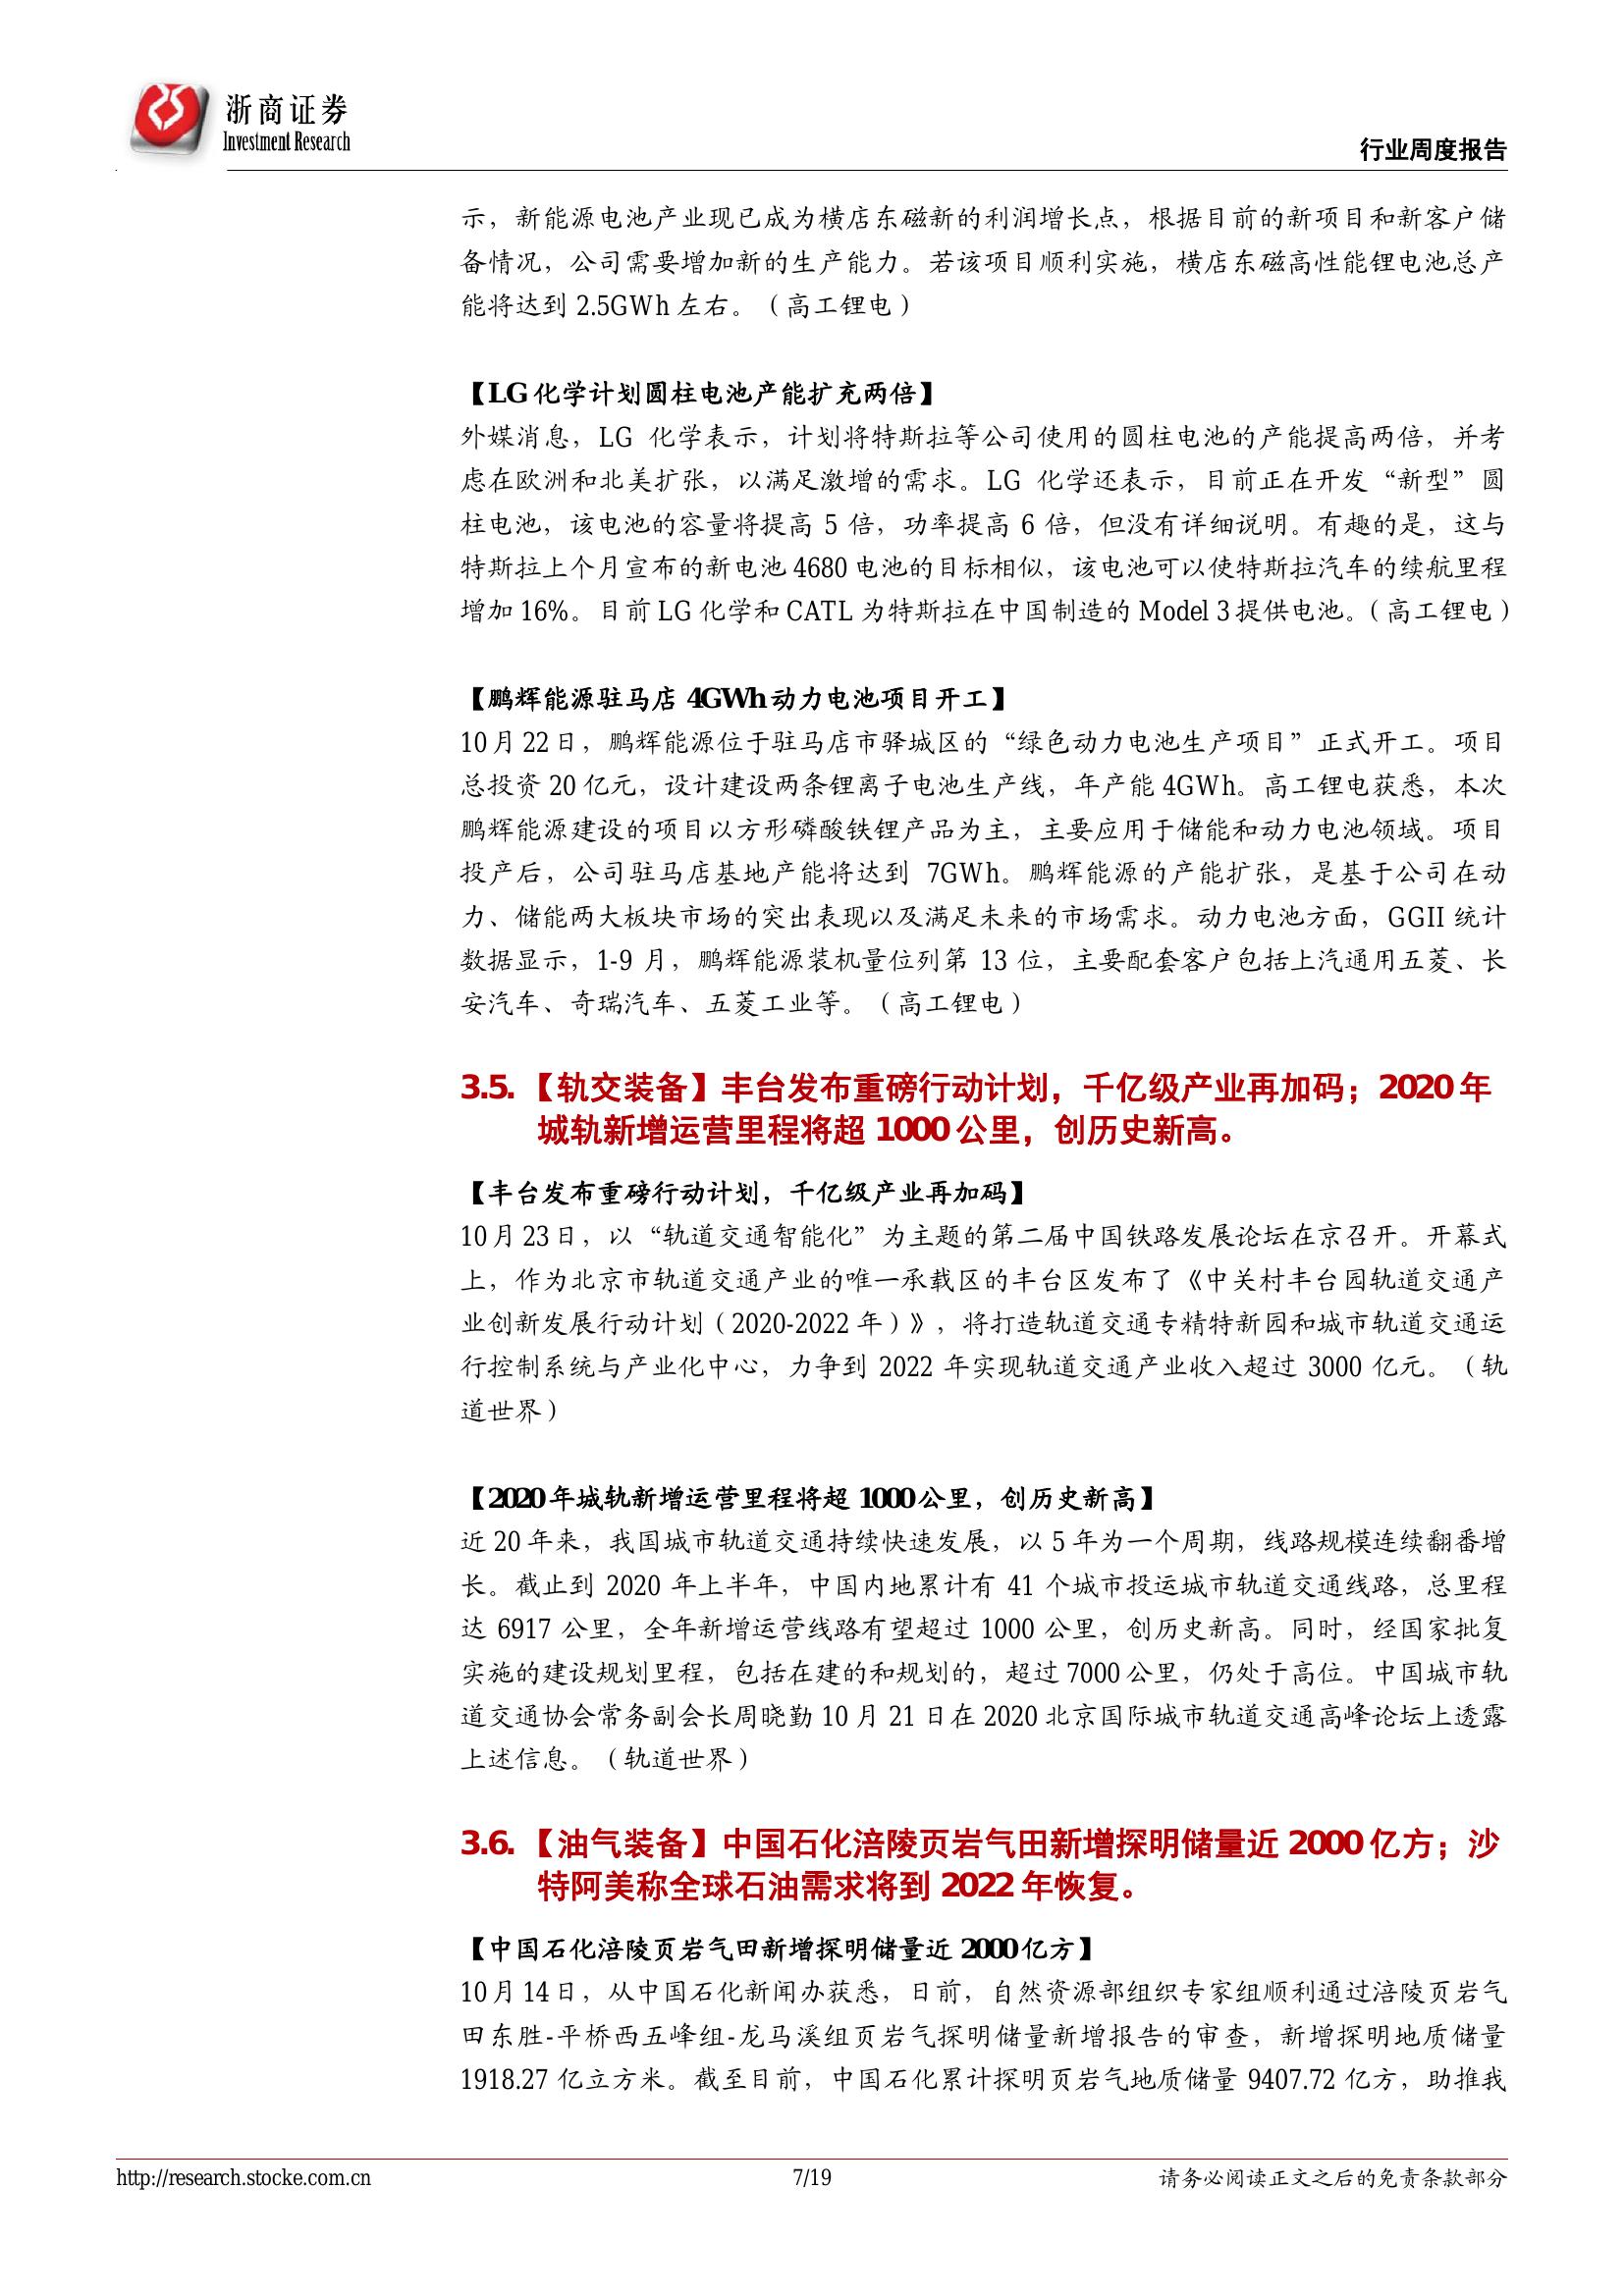 浙商证券
Investment Research
行业周度报告
示，新能源电池产业现已成为横店东磁新的利润增长点，根据目前的新项目和新客户储
备情况，公司需要增加新的生产能力。若该项目顺利实施，横店东磁高性能锂电池总产
能将达到 2.5GWh 左右。（高工锂电）
【LG 化学计划圆柱电池产能扩充两倍】
外媒消息，LG 化学表示，计划将特斯拉等公司使用的圆柱电池的产能提高两倍，并考
虑在欧洲和北美扩张，以满足激增的需求。LG 化学还表示，目前正在开发“新型”圆
柱电池，该电池的容量将提高 5 倍，功率提高 6 倍，但没有详细说明。有趣的是，这与
特斯拉上个月宣布的新电池 4680 电池的目标相似，该电池可以使特斯拉汽车的续航里程
增加 16%。目前 LG 化学和 CATL 为特斯拉在中国制造的 Model 3 提供电池。（高工锂电）
【鹏辉能源驻马店 4GWh 动力电池项目开工】
10 月 22 日，鹏辉能源位于驻马店市驿城区的“绿色动力电池生产项目”正式开工。项目
总投资 20 亿元，设计建设两条锂离子电池生产线，年产能 4GWh。高工锂电获悉，本次
鹏辉能源建设的项目以方形磷酸铁锂产品为主，主要应用于储能和动力电池领域。项目
投产后，公司驻马店基地产能将达到 7GWh。鹏辉能源的产能扩张，是基于公司在动
力、储能两大板块市场的突出表现以及满足未来的市场需求。动力电池方面，GGII 统计
数据显示，1-9 月，鹏辉能源装机量位列第 13 位，主要配套客户包括上汽通用五菱、长
安汽车、奇瑞汽车、五菱工业等。（高工锂电）
3.5. 【轨交装备】丰台发布重磅行动计划，千亿级产业再加码；2020 年
城轨新增运营里程将超 1000 公里，创历史新高。
【丰台发布重磅行动计划，千亿级产业再加码】
10 月 23 日，以“轨道交通智能化”为主题的第二届中国铁路发展论坛在京召开。开幕式
上，作为北京市轨道交通产业的唯一承载区的丰台区发布了《中关村丰台园轨道交通产
业创新发展行动计划（2020-2022 年）》，将打造轨道交通专精特新园和城市轨道交通运
行控制系统与产业化中心，力争到 2022 年实现轨道交通产业收入超过 3000 亿元。（轨
道世界）
【2020 年城轨新增运营里程将超 1000 公里，创历史新高】
近 20 年来，我国城市轨道交通持续快速发展，以 5 年为一个周期，线路规模连续翻番增
长。截止到 2020 年上半年，中国内地累计有 41 个城市投运城市轨道交通线路，总里程
达 6917 公里，全年新增运营线路有望超过 1000 公里，创历史新高。同时，经国家批复
实施的建设规划里程，包括在建的和规划的，超过 7000 公里，仍处于高位。中国城市轨
道交通协会常务副会长周晓勤 10 月 21 日在 2020 北京国际城市轨道交通高峰论坛上透露
上述信息。（轨道世界）
3.6. 【油气装备】中国石化涪陵页岩气田新增探明储量近 2000 亿方；沙
特阿美称全球石油需求将到 2022 年恢复。
【中国石化涪陵页岩气田新增探明储量近 2000 亿方】
10 月 14 日，从中国石化新闻办获悉，日前，自然资源部组织专家组顺利通过涪陵页岩气
田东胜-平桥西五峰组-龙马溪组页岩气探明储量新增报告的审查，新增探明地质储量
1918.27 亿立方米。截至目前，中国石化累计探明页岩气地质储量 9407.72 亿方，助推我
http://research.stocke.com.cn
7/19
请务必阅读正文之后的免责条款部分